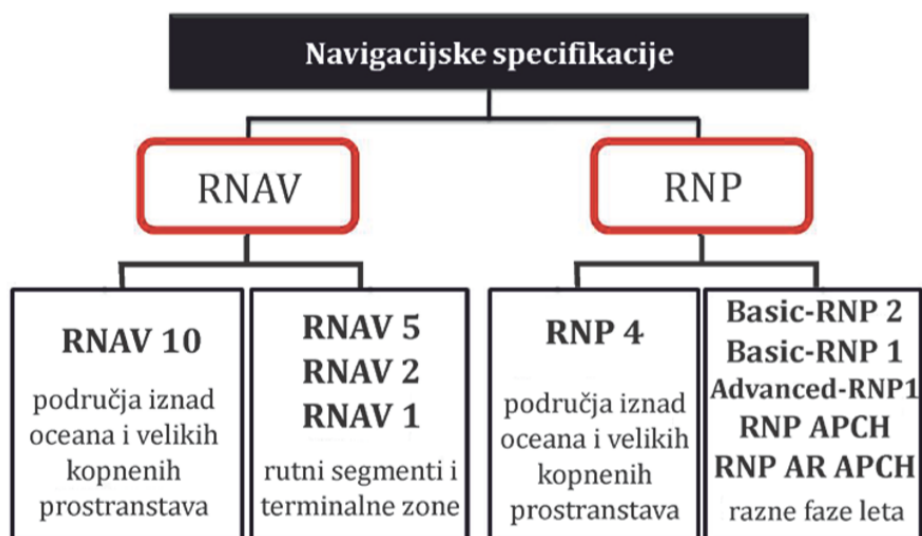 Navigacijske specifikacije
RNAV
RNP
RNAV 10
područja iznad
oceana i velikih
kopnenih
prostranstava
RNAV 5
RNAV 2
RNAV 1
rutni segmenti i
terminalne zone
RNP 4
područja iznad
oceana i velikih
kopnenih
prostranstava
Basic-RNP 2
Basic-RNP 1
Advanced-RNP1
RNP APCH
RNP AR APCH
razne faze leta